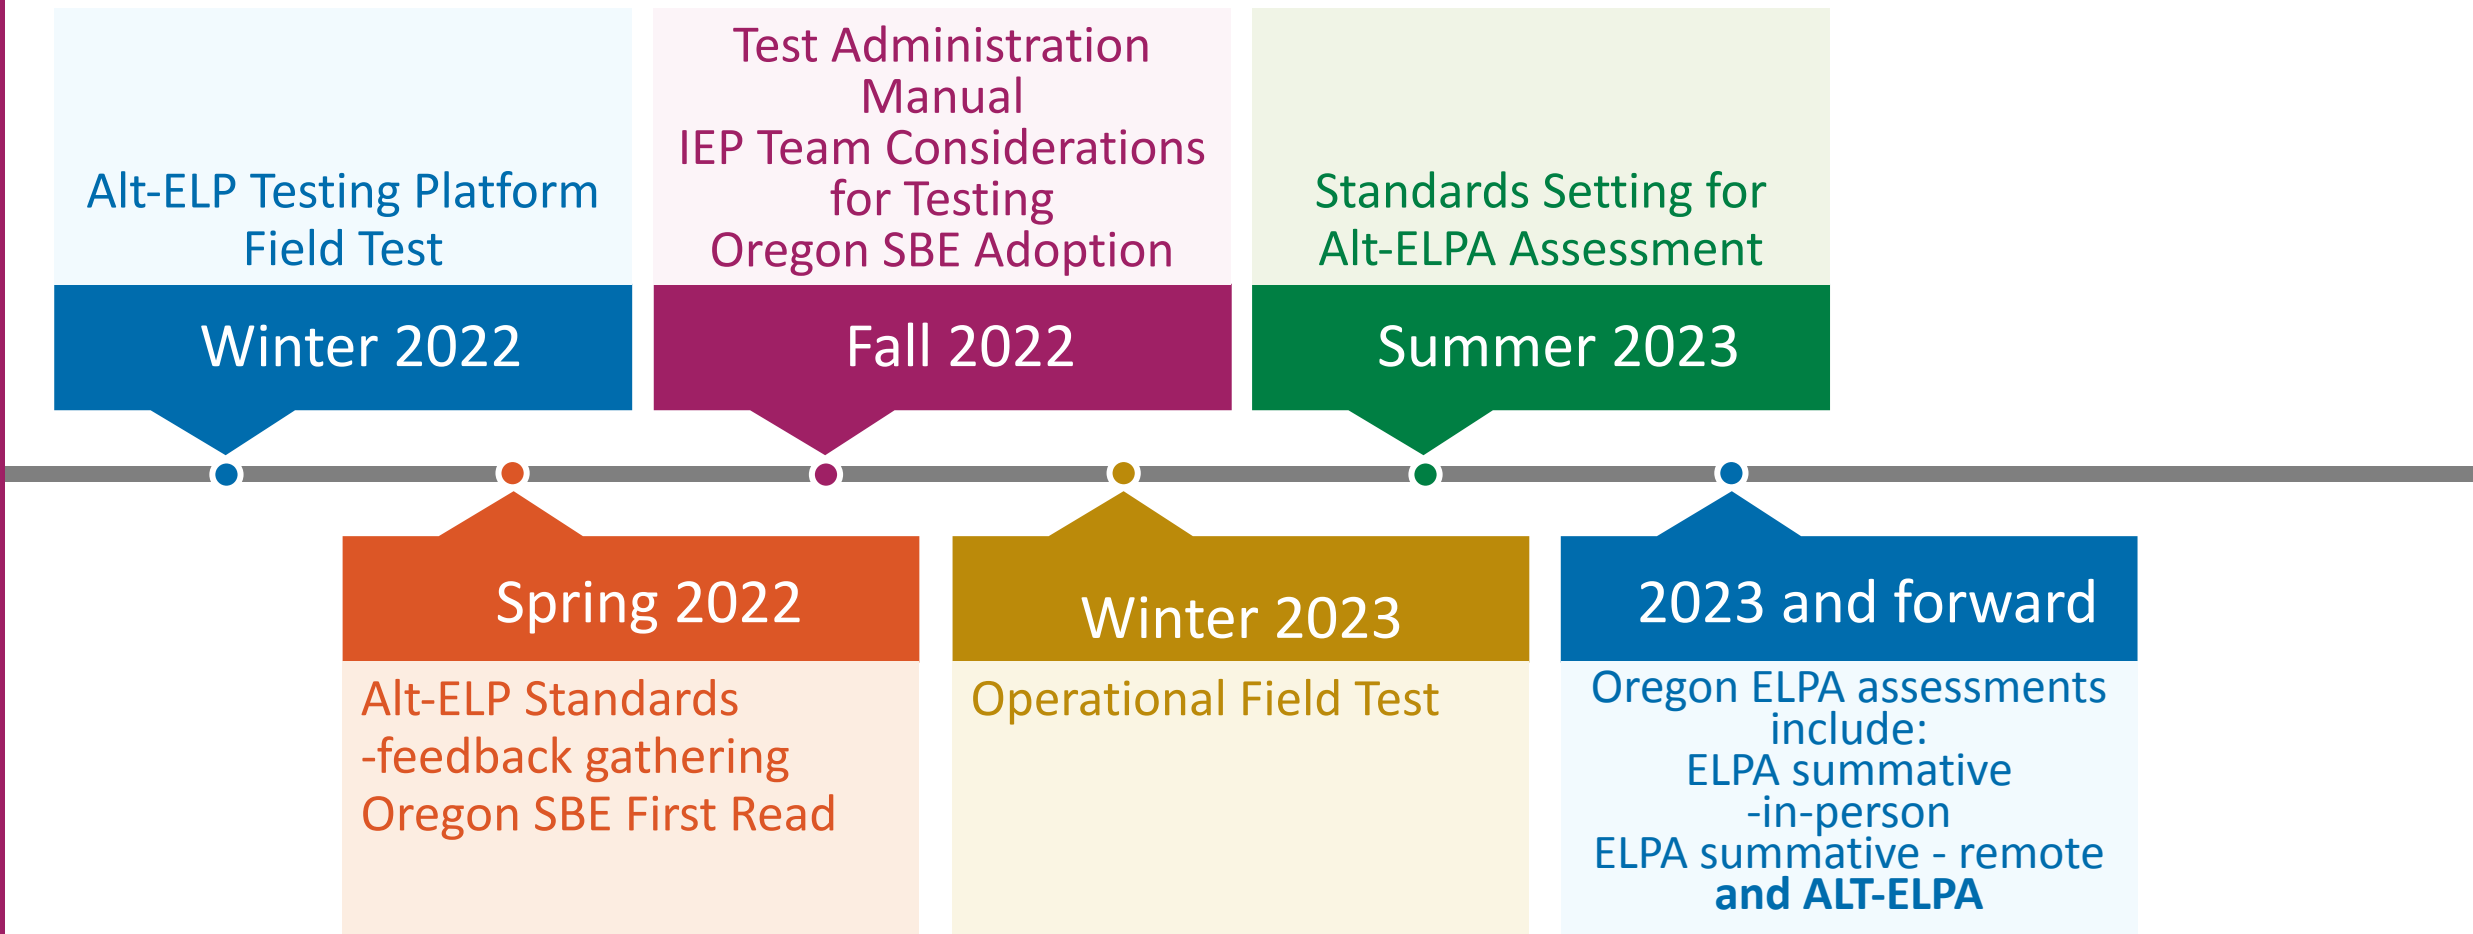 Alt-ELP Testing Platform
Field Test
Winter 2022
Test Administration
Manual
IEP Team Considerations
for Testing
Oregon SBE Adoption
Fall 2022
Standards Setting for
Alt-ELPA Assessment
Summer 2023
Spring 2022
Alt-ELP Standards
-feedback gathering
Oregon SBE First Read
Winter 2023
Operational Field Test
2023 and forward
Oregon ELPA assessments
include:
ELPA summative
-in-person
ELPA summative - remote
and ALT-ELPA